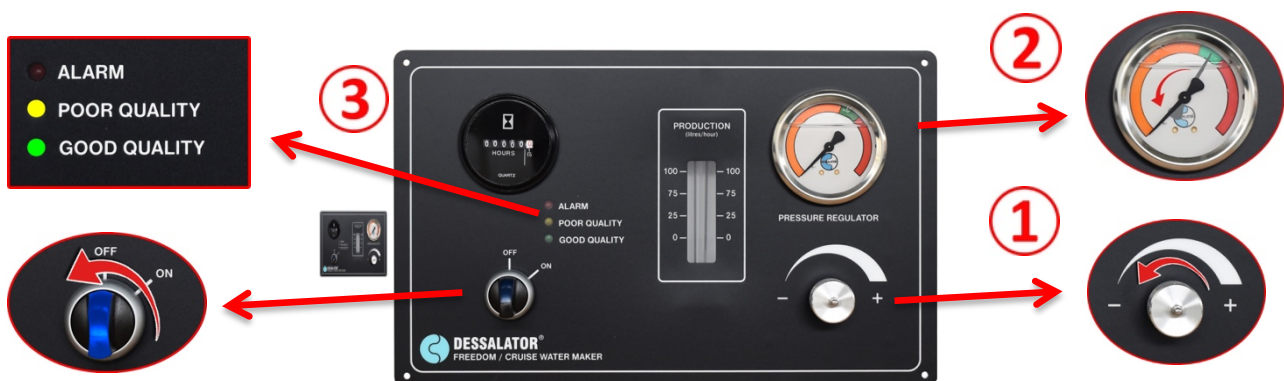 ALARM
POOR QUALITY
GOOD QUALITY
3
2
1
HOURS
QUARTZ
ALARM
POOR QUALITY
GOOD QUALITY
OFF
ON
DESSALATOR®
FREEDOM / CRUISE WATER MAKER
PRODUCTION
(litres/hour)
100 100
75 75
25 25
0 0
PRESSURE REGULATOR
- +
OFF
ON
- +